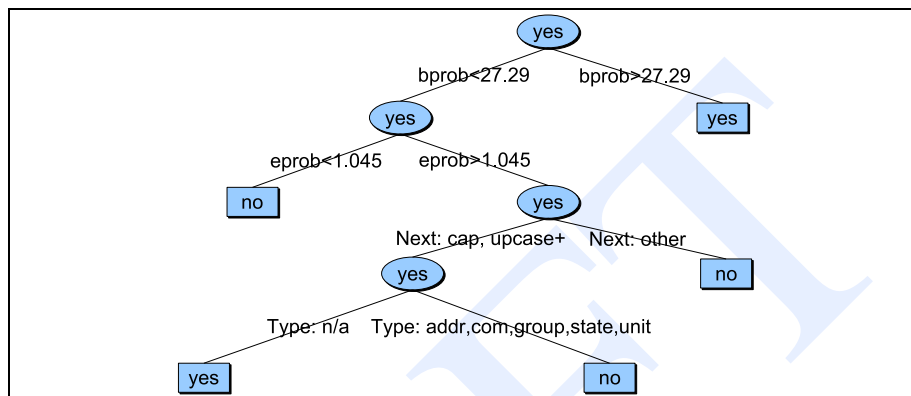 yes
bprob<27.29 bprob>27.29
yes yes
eprob<1.045 eprob>1.045
no yes
Next: cap, upcase+ Next: other
yes no
Type: n/a Type: addr,com,group,state,unit
yes no